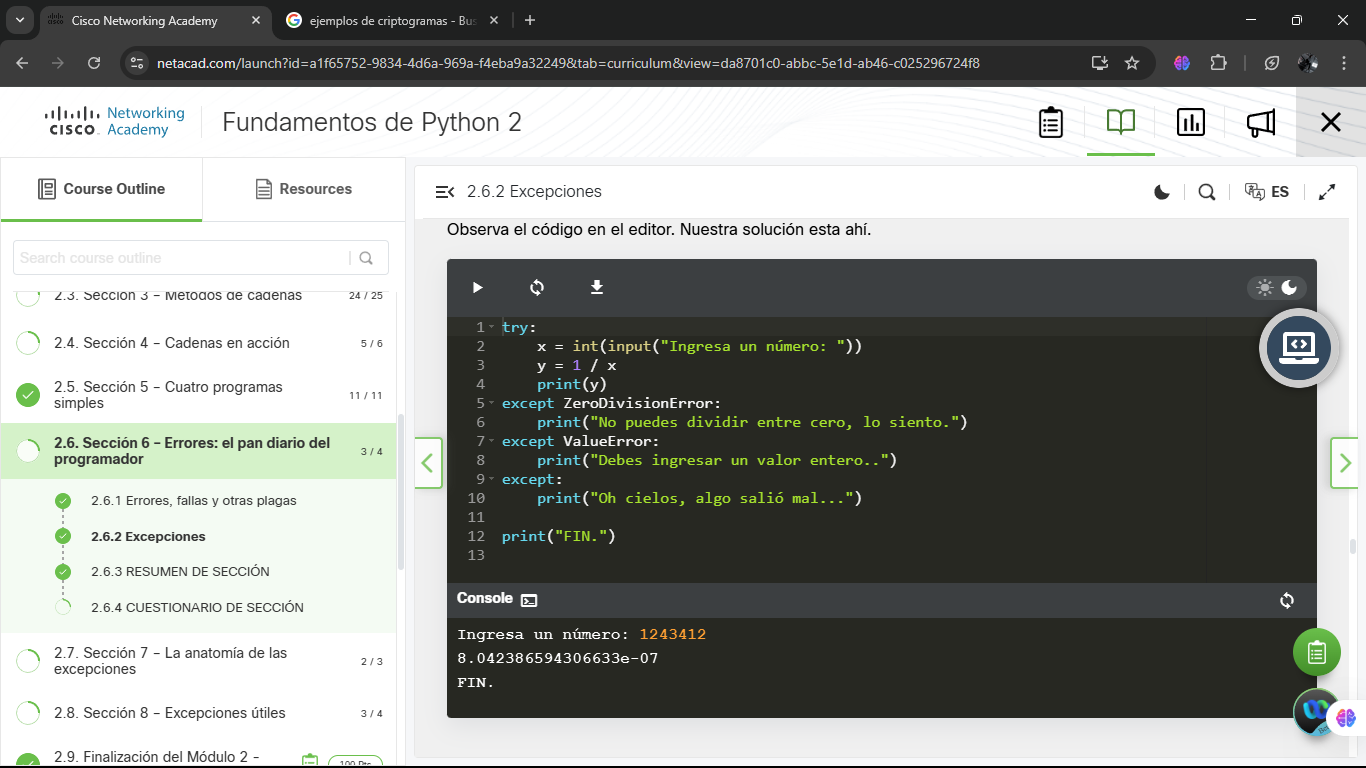 Cisco Networking Academy
ejemplos de criptogramas - Bu
netacad.com/launch?id=a1f65752-9834-4d6a-969a-f4eba9a32249&tab=curriculum&view=da8701c0-abbc-5e1d-ab46-c025296724f8
CISCO Networking Academy
Fundamentos de Python 2
Course Outline
Resources
Search course outline
2.3. Sección 3 – Métodos de cadenas 24 / 25
2.4. Sección 4 – Cadenas en acción 5 / 6
2.5. Sección 5 – Cuatro programas
simples 11 / 11
2.6. Sección 6 – Errores: el pan diario del
programador 3 / 4
2.6.1 Errores, fallas y otras plagas
2.6.2 Excepciones
2.6.3 RESUMEN DE SECCIÓN
2.6.4 CUESTIONARIO DE SECCIÓN
2.7. Sección 7 – La anatomía de las
excepciones 2 / 3
2.8. Sección 8 – Excepciones útiles 3 / 4
2.9. Finalización del Módulo 2 –
100 Pts
2.6.2 Excepciones
ES
Observa el código en el editor. Nuestra solución esta ahí.
1 try:
2     x = int(input("Ingresa un número: "))
3     y = 1 / x
4     print(y)
5 except ZeroDivisionError:
6     print("No puedes dividir entre cero, lo siento.")
7 except ValueError:
8     print("Debes ingresar un valor entero..")
9 except:
10     print("Oh cielos, algo salió mal...")
11
12 print("FIN.")
13
Console
Ingresa un número: 1243412
8.042386594306633e-07
FIN.